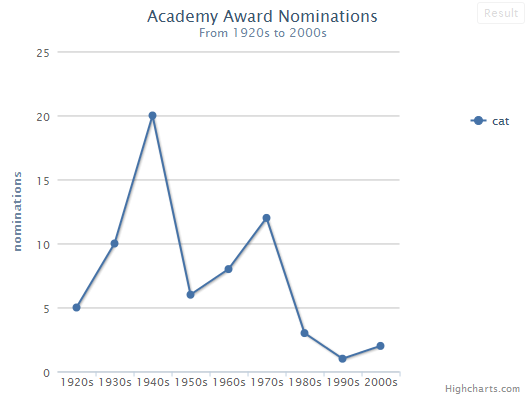 Academy Award Nominations
Result
From 1920s to 2000s
25
20
15
10
5
0
nominations
cat
1920s 1930s 1940s 1950s 1960s 1970s 1980s 1990s 2000s
Highcharts.com